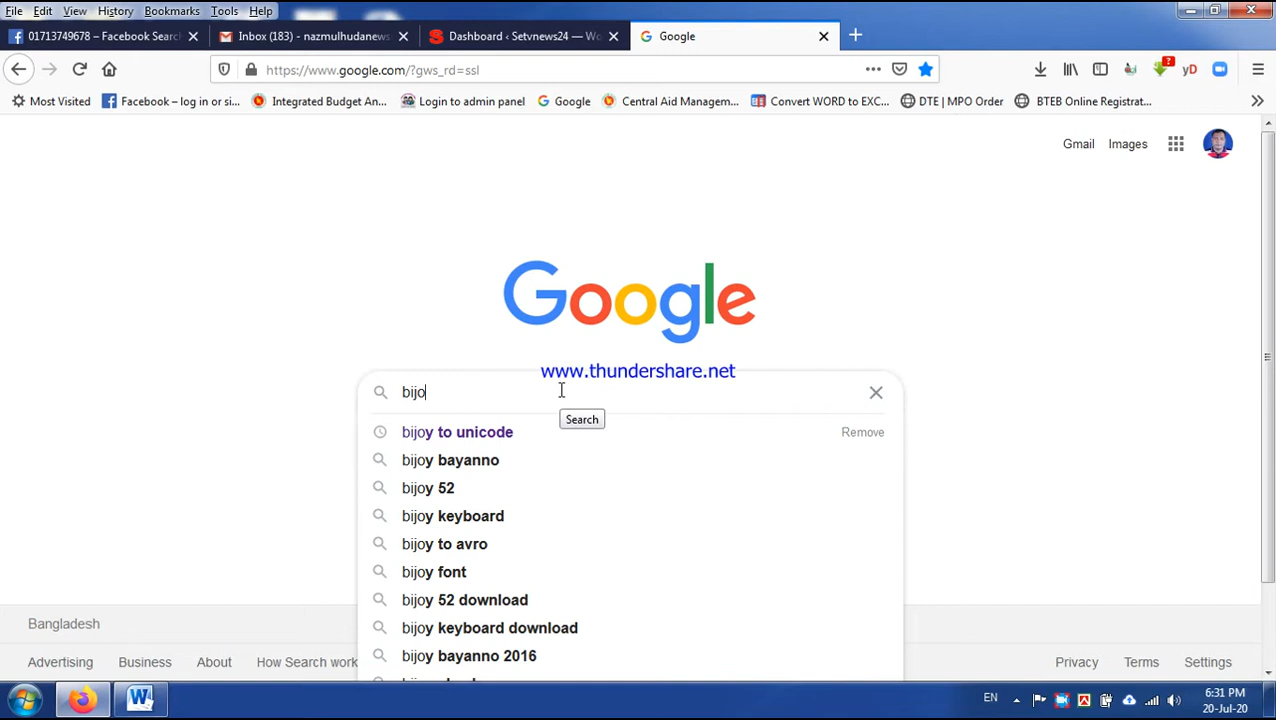 File Edit View History Bookmarks Tools Help
01713749678 – Facebook Search
Inbox (183) - nazmulhudanews
Dashboard ‹ Setvnews24 — Wo
Google
https://www.google.com/?gws_rd=ssl
?
yD
Most Visited
Facebook – log in or si...
Integrated Budget An...
Login to admin panel
Google
Central Aid Managem...
Convert WORD to EXC...
DTE | MPO Order
BTEB Online Registrat...
Gmail Images
Google
www.thundershare.net
bijo
Search
bijoy to unicode
Remove
bijoy bayanno
bijoy 52
bijoy keyboard
bijoy to avro
bijoy font
bijoy 52 download
bijoy keyboard download
bijoy bayanno 2016
Bangladesh
Advertising Business About How Search work
Privacy Terms Settings
EN
6:31 PM
20-Jul-20